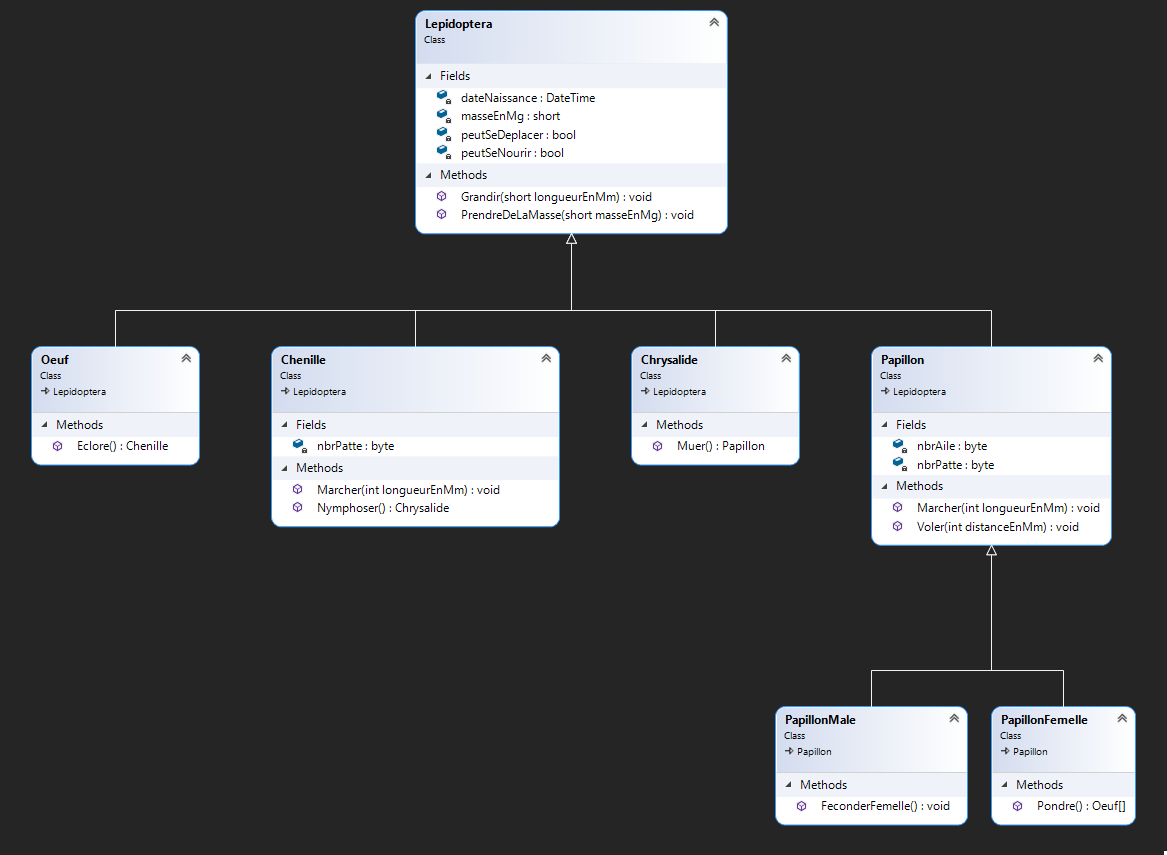 Lepidoptera
Class
Fields
dateNaissance : DateTime
masseEnMg : short
peutSeDeplacer : bool
peutSeNourir : bool
Methods
Grandir(short longueurEnMm) : void
PrendreDeLaMasse(short masseEnMg) : void
Oeuf
Class
Lepidoptera
Methods
Eclore() : Chenille
Chenille
Class
Lepidoptera
Fields
nbrPatte : byte
Methods
Marcher(int longueurEnMm) : void
Nymphoser() : Chrysalide
Chrysalide
Class
Lepidoptera
Methods
Muer() : Papillon
Papillon
Class
Lepidoptera
Fields
nbrAile : byte
nbrPatte : byte
Methods
Marcher(int longueurEnMm) : void
Voler(int distanceEnMm) : void
PapillonMale
Class
Papillon
Methods
FeconderFemelle() : void
PapillonFemelle
Class
Papillon
Methods
Pondre() : Oeuf[]